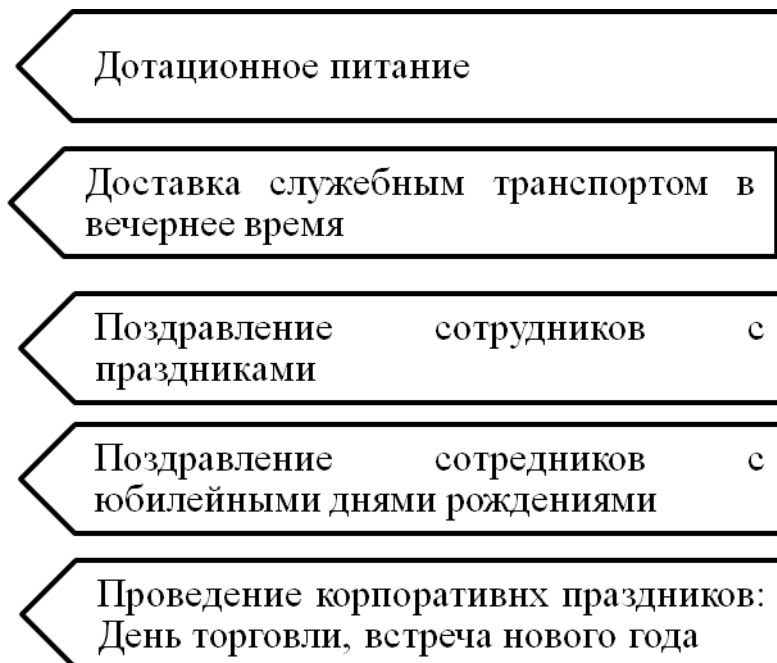 Дотационное питание
Доставка служебным транспортом в
вечернее время
Поздравление сотрудников с
праздниками
Поздравление сотредников с
юбилейными днями рождениями
Проведение корпоративнх праздников:
День торговли, встреча нового года